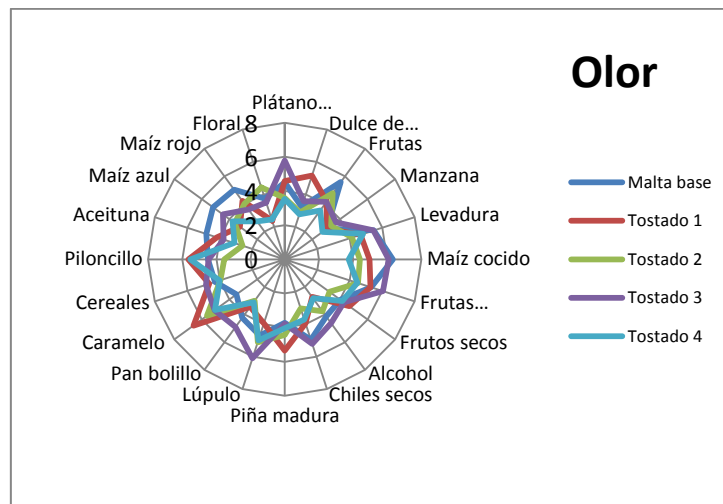 Olor
Plátano…
Dulce de…
Frutas
Manzana
Levadura
Maíz cocido
Frutas…
Frutos secos
Alcohol
Chiles secos
Piña madura
Lúpulo
Pan bolillo
Caramelo
Cereales
Piloncillo
Aceituna
Maíz azul
Maíz rojo
Floral
8
6
4
2
0
Malta base
Tostado 1
Tostado 2
Tostado 3
Tostado 4